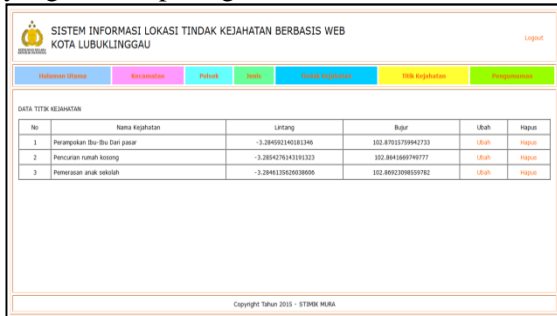 SISTEM INFORMASI LOKASI TINDAK KEJAHATAN BERBASIS WEB
KOTA LUBUKLINGGAU
Logout
Halaman Utama Kecamatan Polsek Jenis Tindak Kejahatan Titik Kejahatan Pengumuman
DATA TITIK KEJAHATAN
No Nama Kejahatan Lintang Bujur Ubah Hapus
1 Perampokan Ibu-Ibu Dari pasar -3.284592140181346 102.87015759942733 Ubah Hapus
2 Pencurian rumah kosong -3.2854276143191323 102.8641669749777 Ubah Hapus
3 Pemerasan anak sekolah -3.2846135626038606 102.86923098559782 Ubah Hapus
Copyright Tahun 2015 - STIMIK MURA